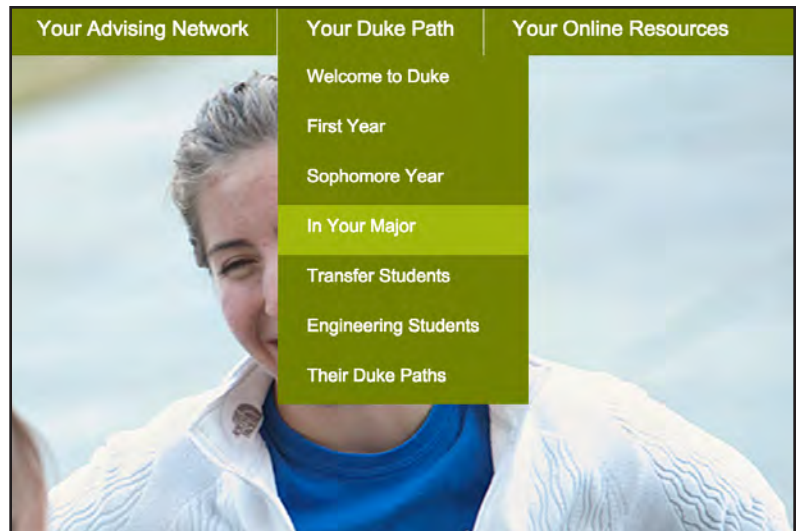 Your Advising Network
Your Duke Path
Your Online Resources
Welcome to Duke
First Year
Sophomore Year
In Your Major
Transfer Students
Engineering Students
Their Duke Paths